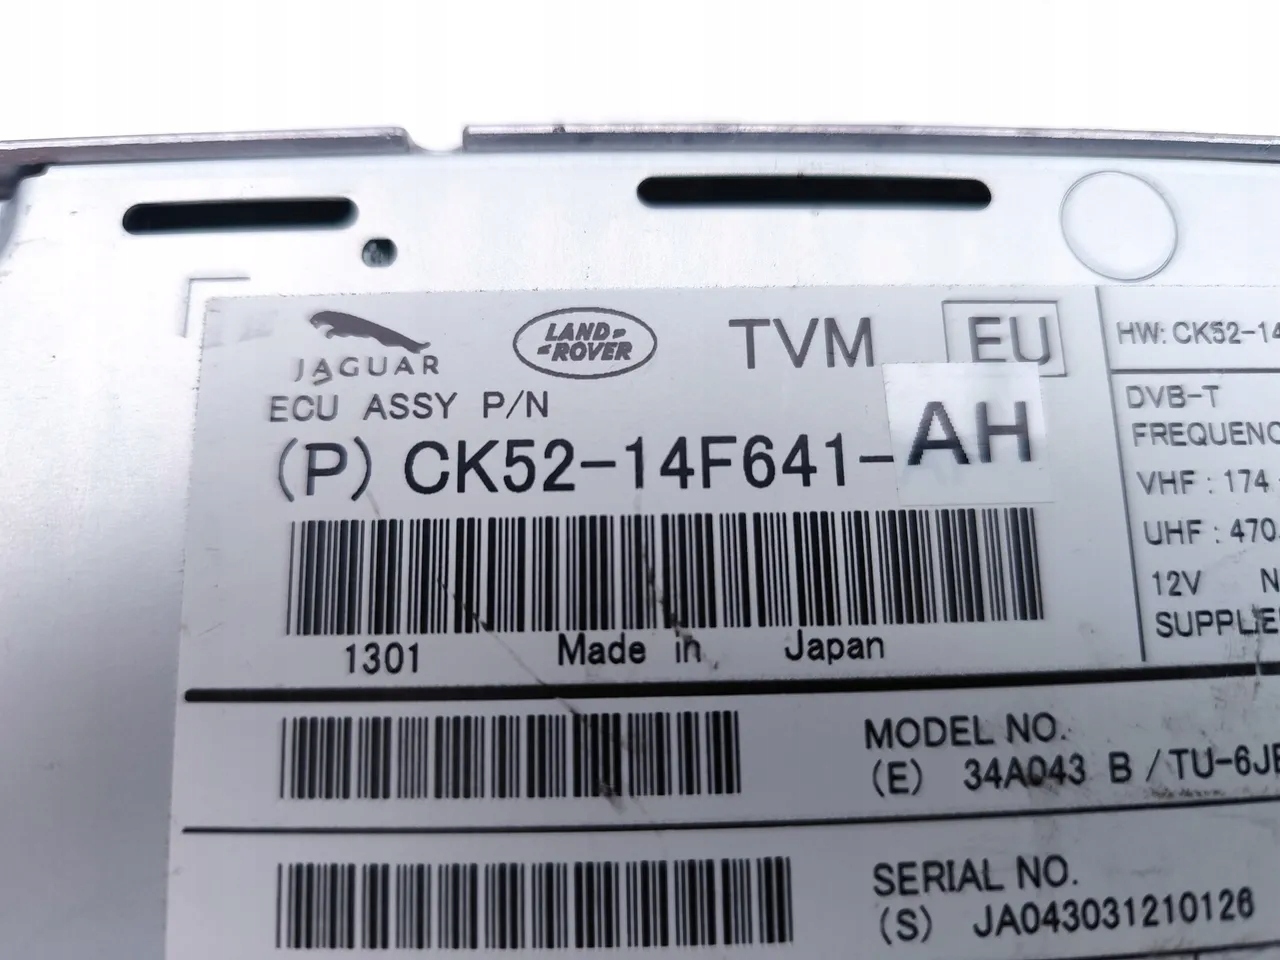 JAGUAR
LAND-
-ROVER
TVM EU
ECU ASSY P/N
(P) CK52-14F641-AH
1301 Made in Japan
HW: CK52-14
DVB-T
FREQUENC
VHF : 174
UHF : 470
12V N
SUPPLIE
MODEL NO.
(E) 34A043 B / TU-6JE
SERIAL NO.
(S) JA043031210126